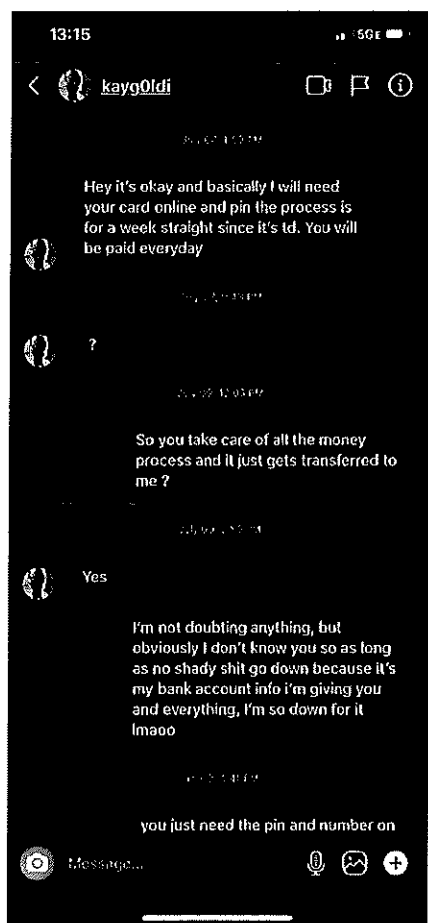 13:15
5GE
kayg0ldi
Hey it's okay and basically I will need
your card online and pin the process is
for a week straight since it's td. You will
be paid everyday
?
12:03 PM
So you take care of all the money
process and it just gets transferred to
me ?
Yes
I'm not doubting anything, but
obviously I don't know you so as long
as no shady shit go down because it's
my bank account info i'm giving you
and everything, I'm so down for it
lmaoo
you just need the pin and number on
Message...